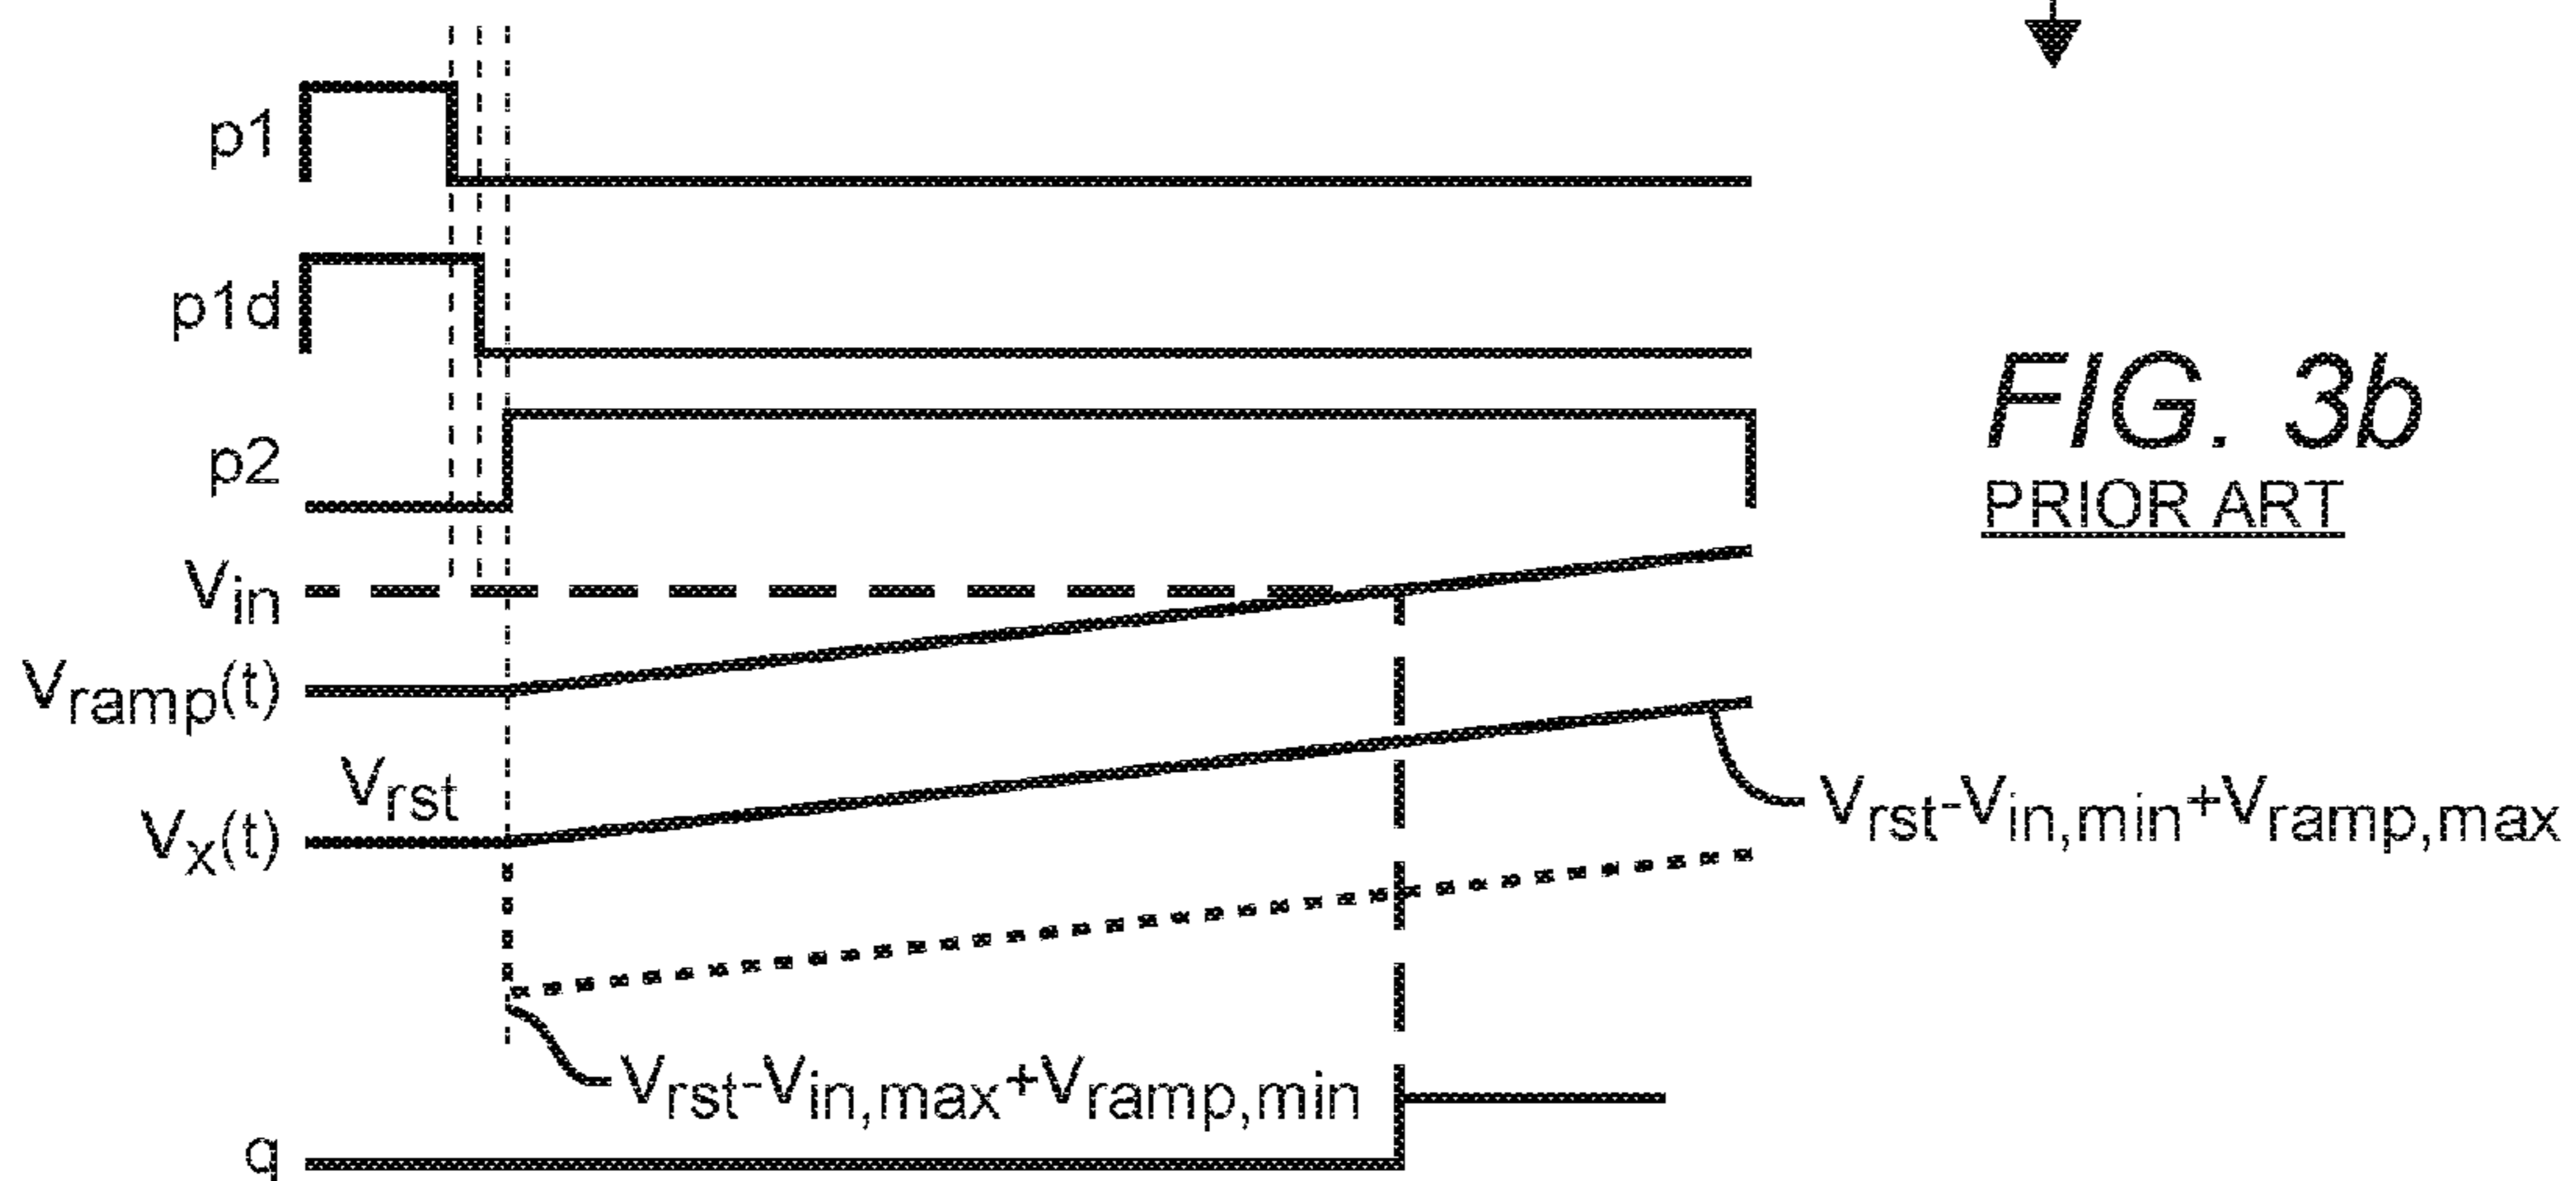 p1
p1d
FIG. 3b
p2
PRIOR ART
Vin
Vramp(t)
Vrst
Vx(t)
Vrst-Vin,min+Vramp,max
Vrst-Vin,max+Vramp,min
q